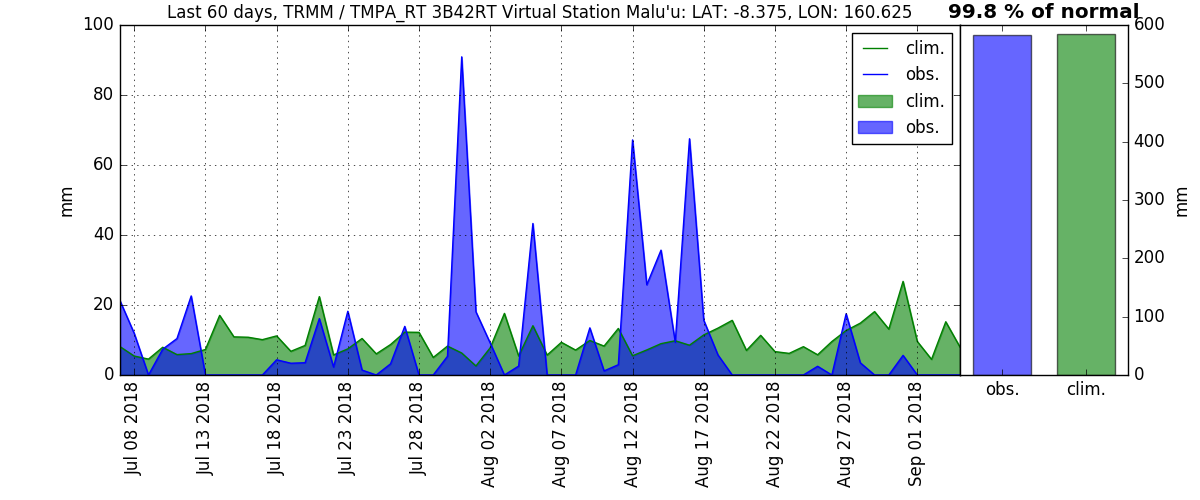 Last 60 days, TRMM / TMPA_RT 3B42RT Virtual Station Malu'u: LAT: -8.375, LON: 160.625
99.8 % of normal
100
80
60
40
20
0
mm
clim.
obs.
clim.
obs.
600
500
400
300
200
100
0
mm
obs.
clim.
Jul 08 2018
Jul 13 2018
Jul 18 2018
Jul 23 2018
Jul 28 2018
Aug 02 2018
Aug 07 2018
Aug 12 2018
Aug 17 2018
Aug 22 2018
Aug 27 2018
Sep 01 2018